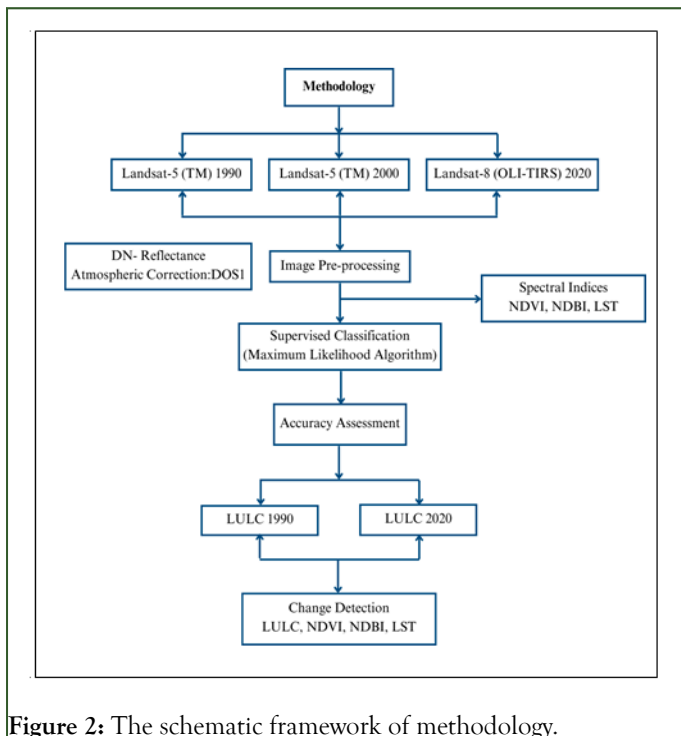 Methodology
Landsat-5 (TM) 1990
Landsat-5 (TM) 2000
Landsat-8 (OLI-TIRS) 2020
DN- Reflectance
Atmospheric Correction:DOS1
Image Pre-processing
Spectral Indices
NDVI, NDBI, LST
Supervised Classification
(Maximum Likelihood Algorithm)
Accuracy Assessment
LULC 1990
LULC 2020
Change Detection
LULC, NDVI, NDBI, LST
Figure 2: The schematic framework of methodology.